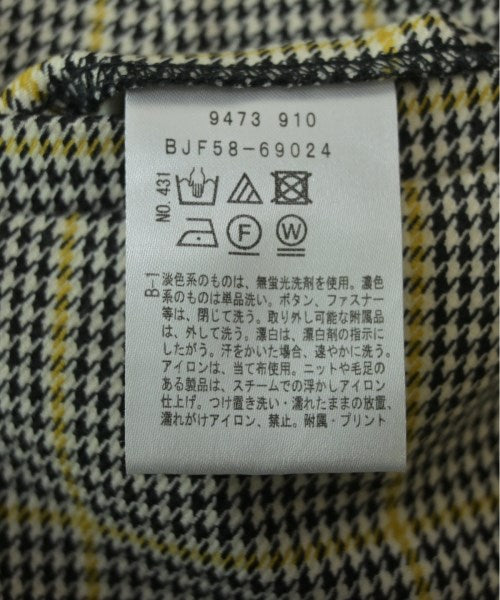 9473 910
BJF58-69024
NO.431
F W
B-1
淡色系のものは、無蛍光洗剤を使用。濃色
系のものは単品洗い。ボタン、ファスナー
等は、閉じて洗う。取り外し可能な附属品
は、外して洗う。漂白は、漂白剤の指示に
したがう。汗をかいた場合、速やかに洗う。
アイロンは、当て布使用。ニットや毛足の
ある製品は、スチームでの浮かしアイロン
仕上げ。つけ置き洗い・濡れたままの放置、
濡れがけアイロン、禁止。附属・プリント